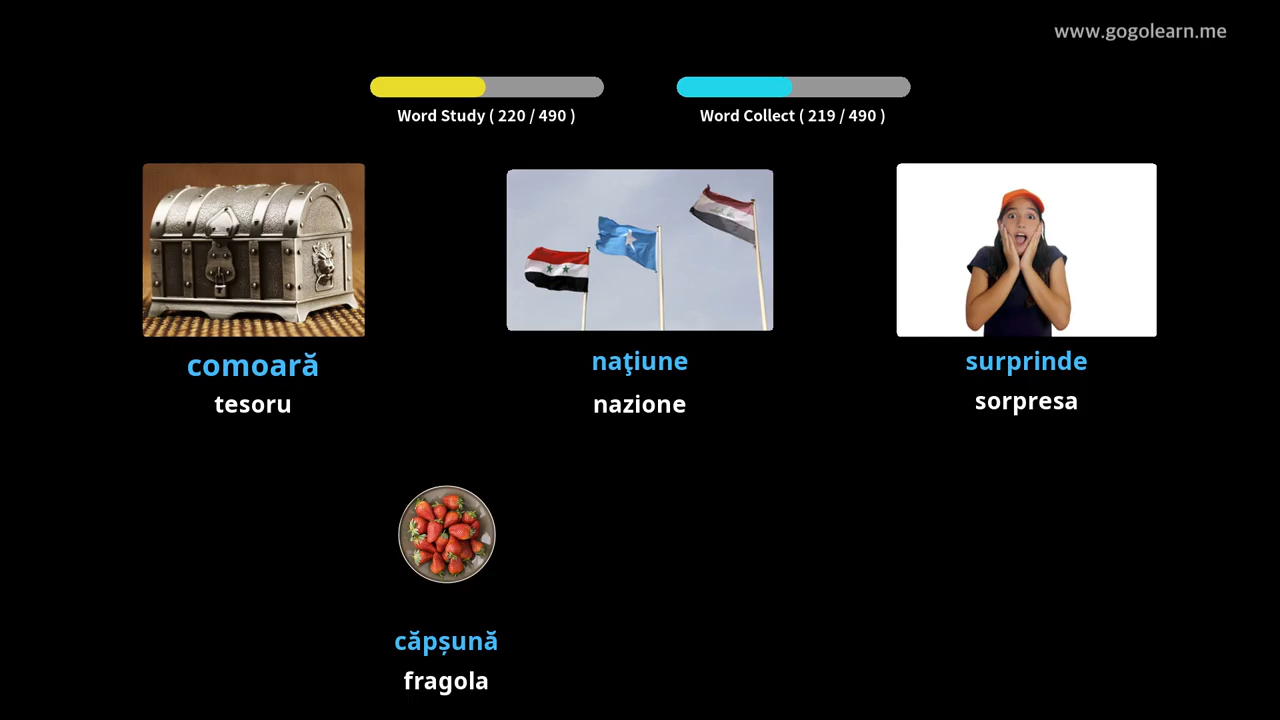 www.gogolearn.me
Word Study ( 220 / 490 )
Word Collect ( 219 / 490 )
comoară
tesoru
naţiune
nazione
surprinde
sorpresa
căpșună
fragola